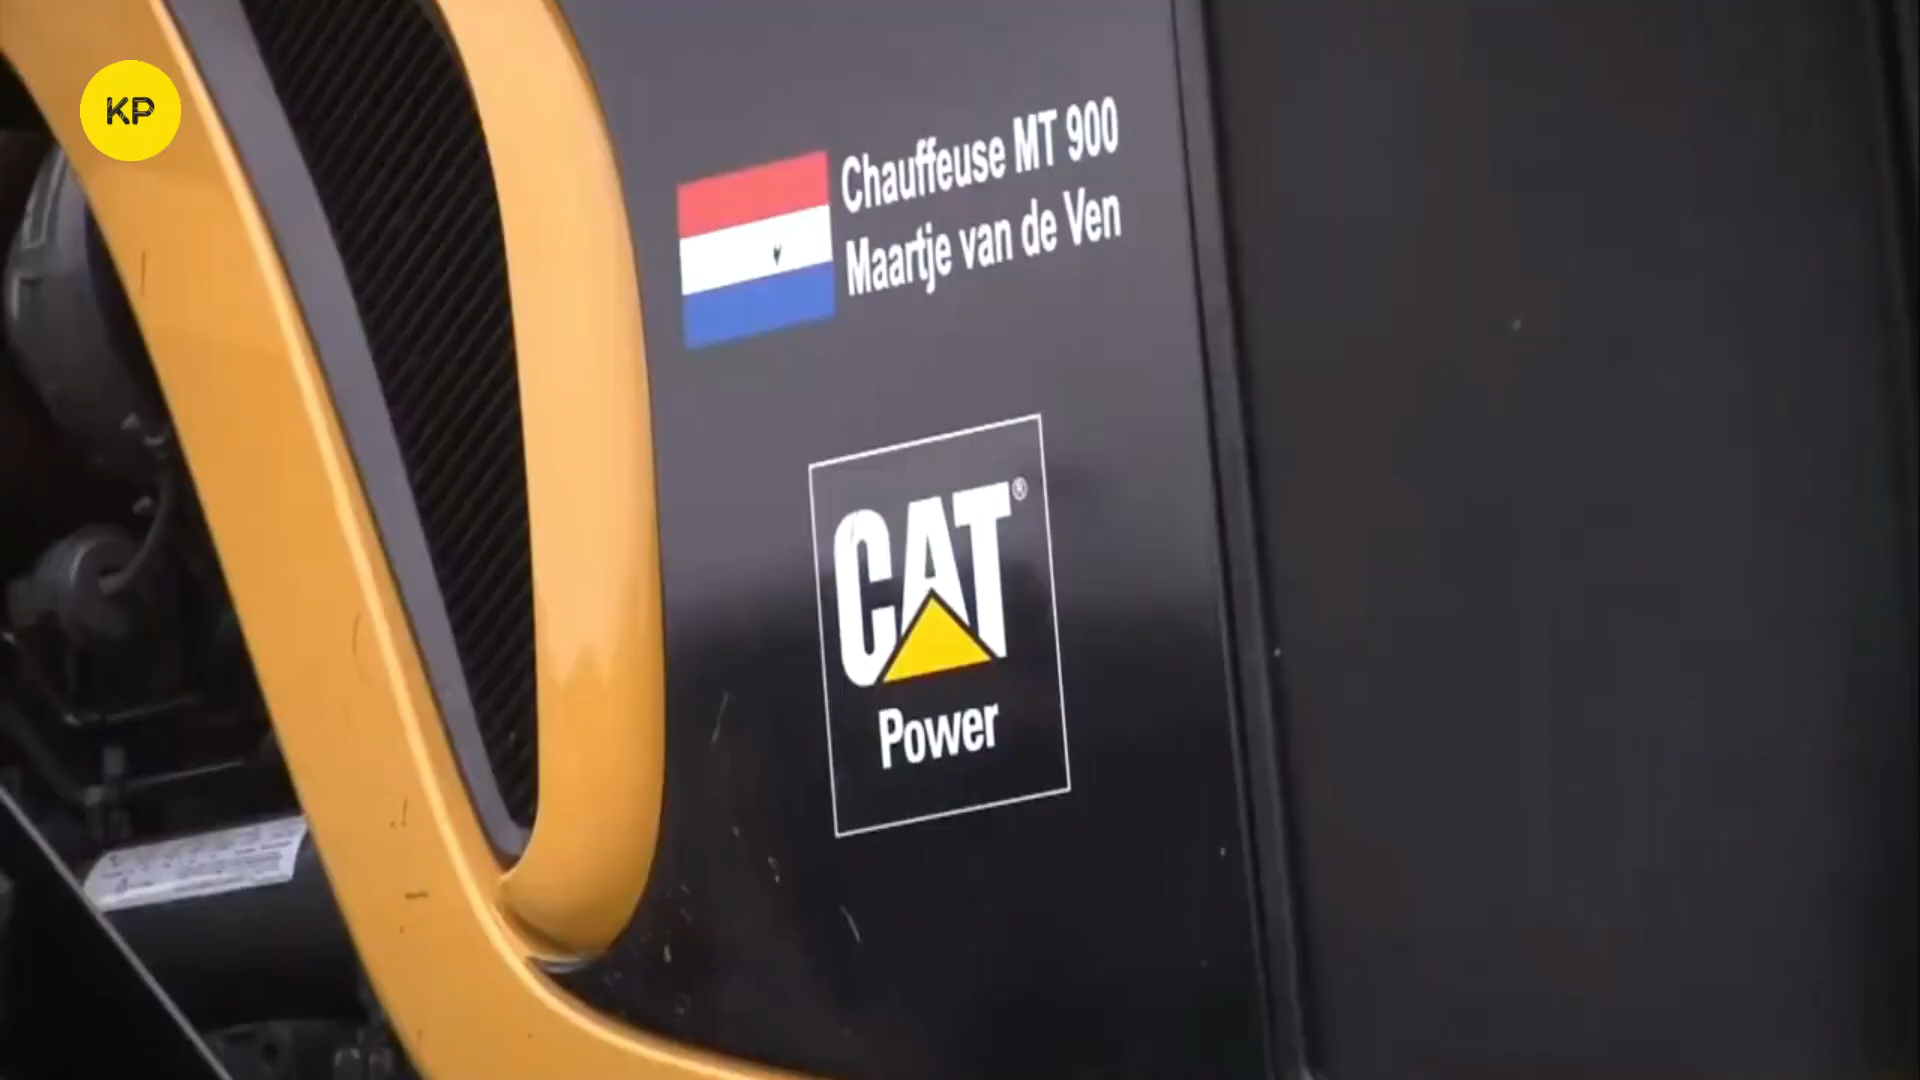 KP
Chauffeuse MT 900
Maartje van de Ven
CAT®
Power